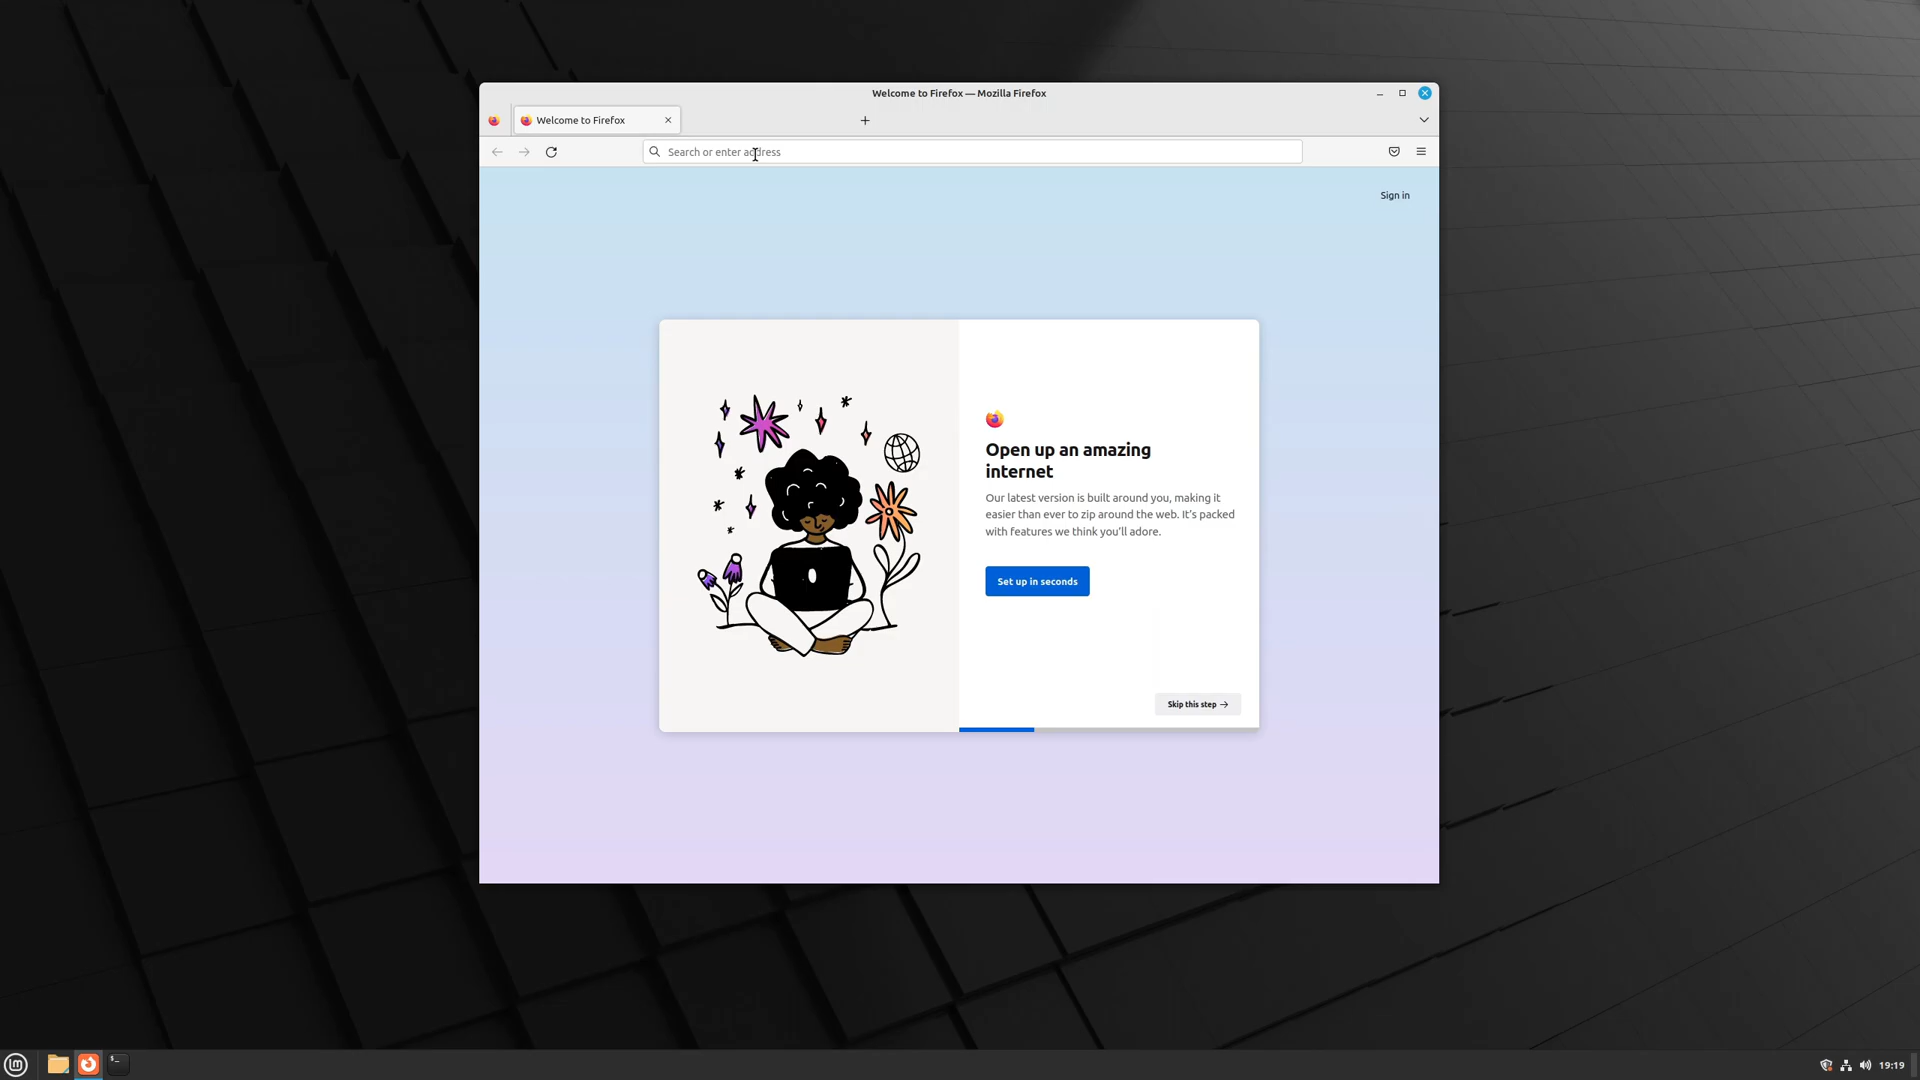 Welcome to Firefox — Mozilla Firefox
Welcome to Firefox
Search or enter address
Sign in
Open up an amazing
internet
Our latest version is built around you, making it
easier than ever to zip around the web. It's packed
with features we think you'll adore.
Set up in seconds
Skip this step →
19:19